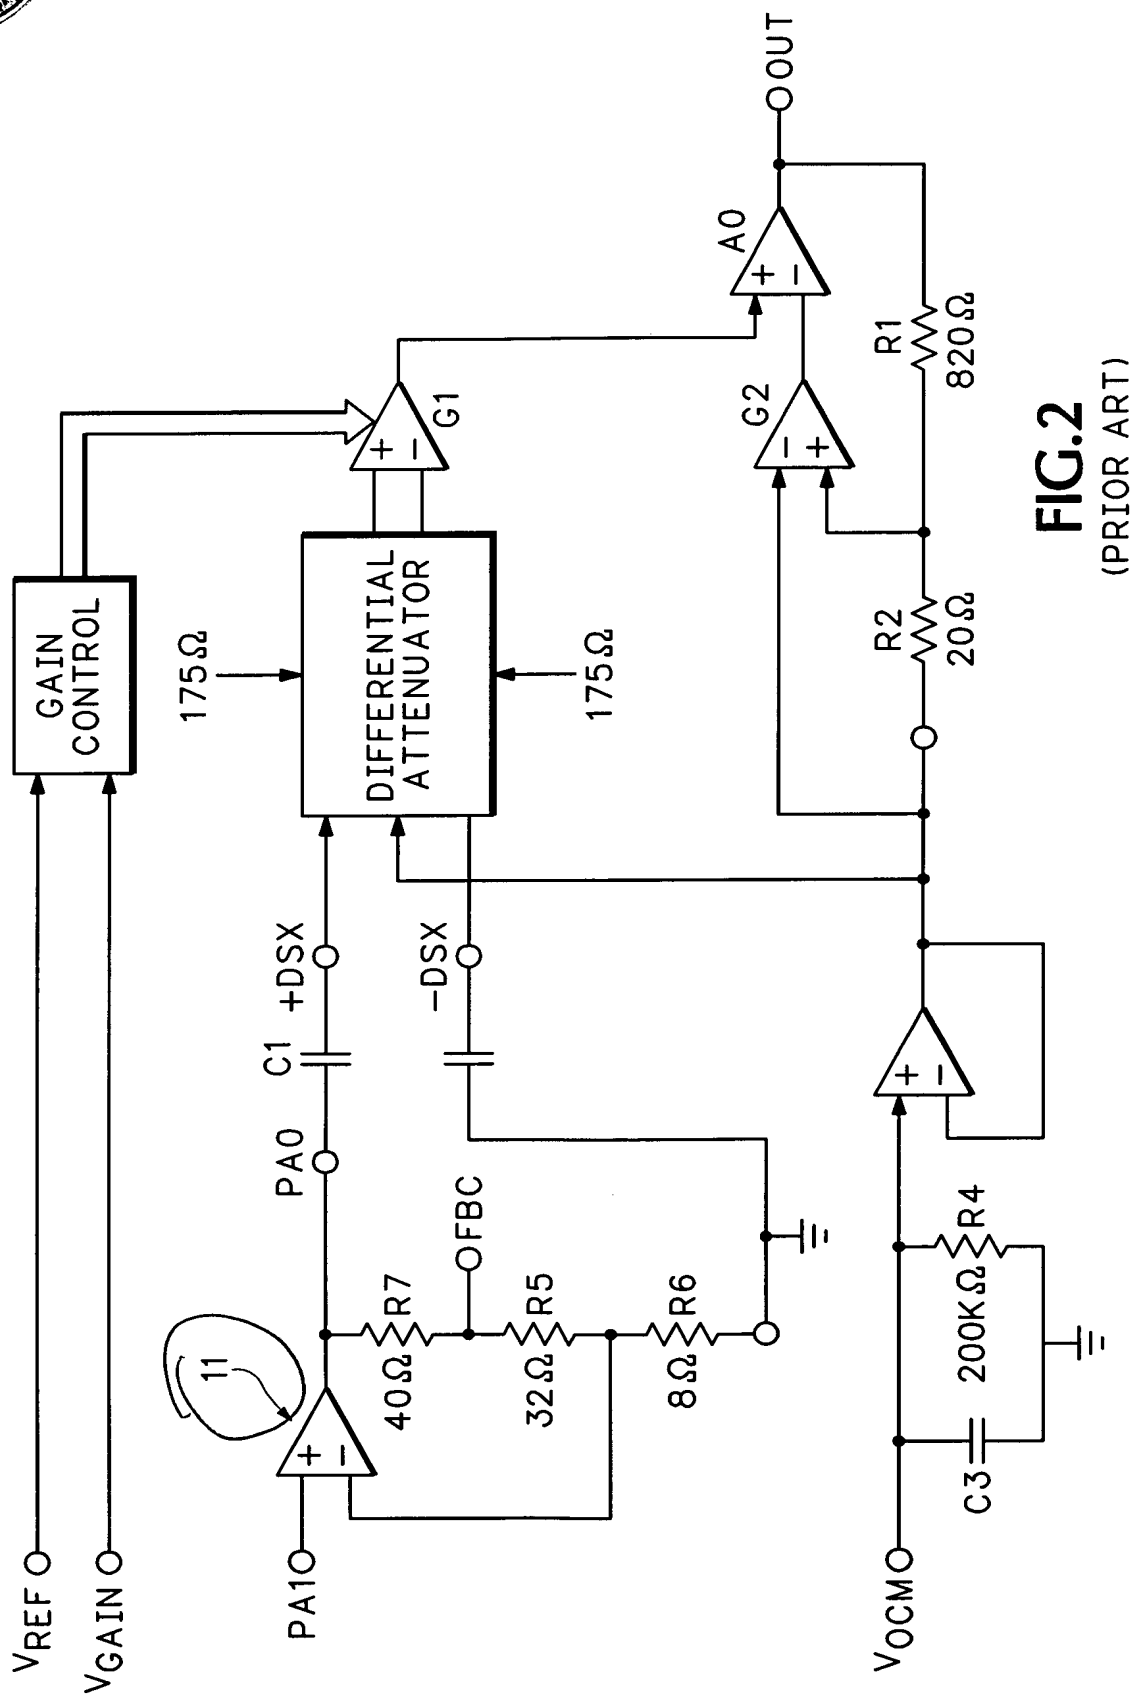 VREF
VGAIN
GAIN
CONTROL
175Ω
DIFFERENTIAL
ATTENUATOR
175Ω
+
−
G1
PA1
+
−
11
PA0
C1
+DSX
−DSX
40Ω
R7
FBC
32Ω
R5
8Ω
R6
VOCM
C3
200KΩ
R4
+
−
R2
20Ω
−
+
G2
R1
820Ω
+
−
A0
OUT
FIG.2
(PRIOR ART)